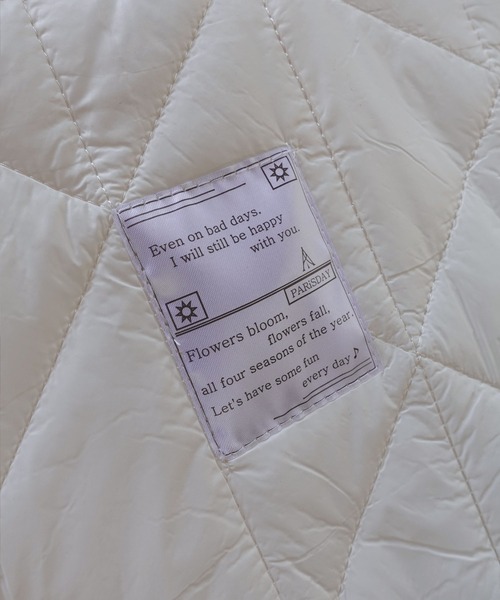 Even on bad days.
I will still be happy
with you.
PARiSDAY
Flowers bloom,
flowers fall,
all four seasons of the year.
Let's have some fun
every day♪